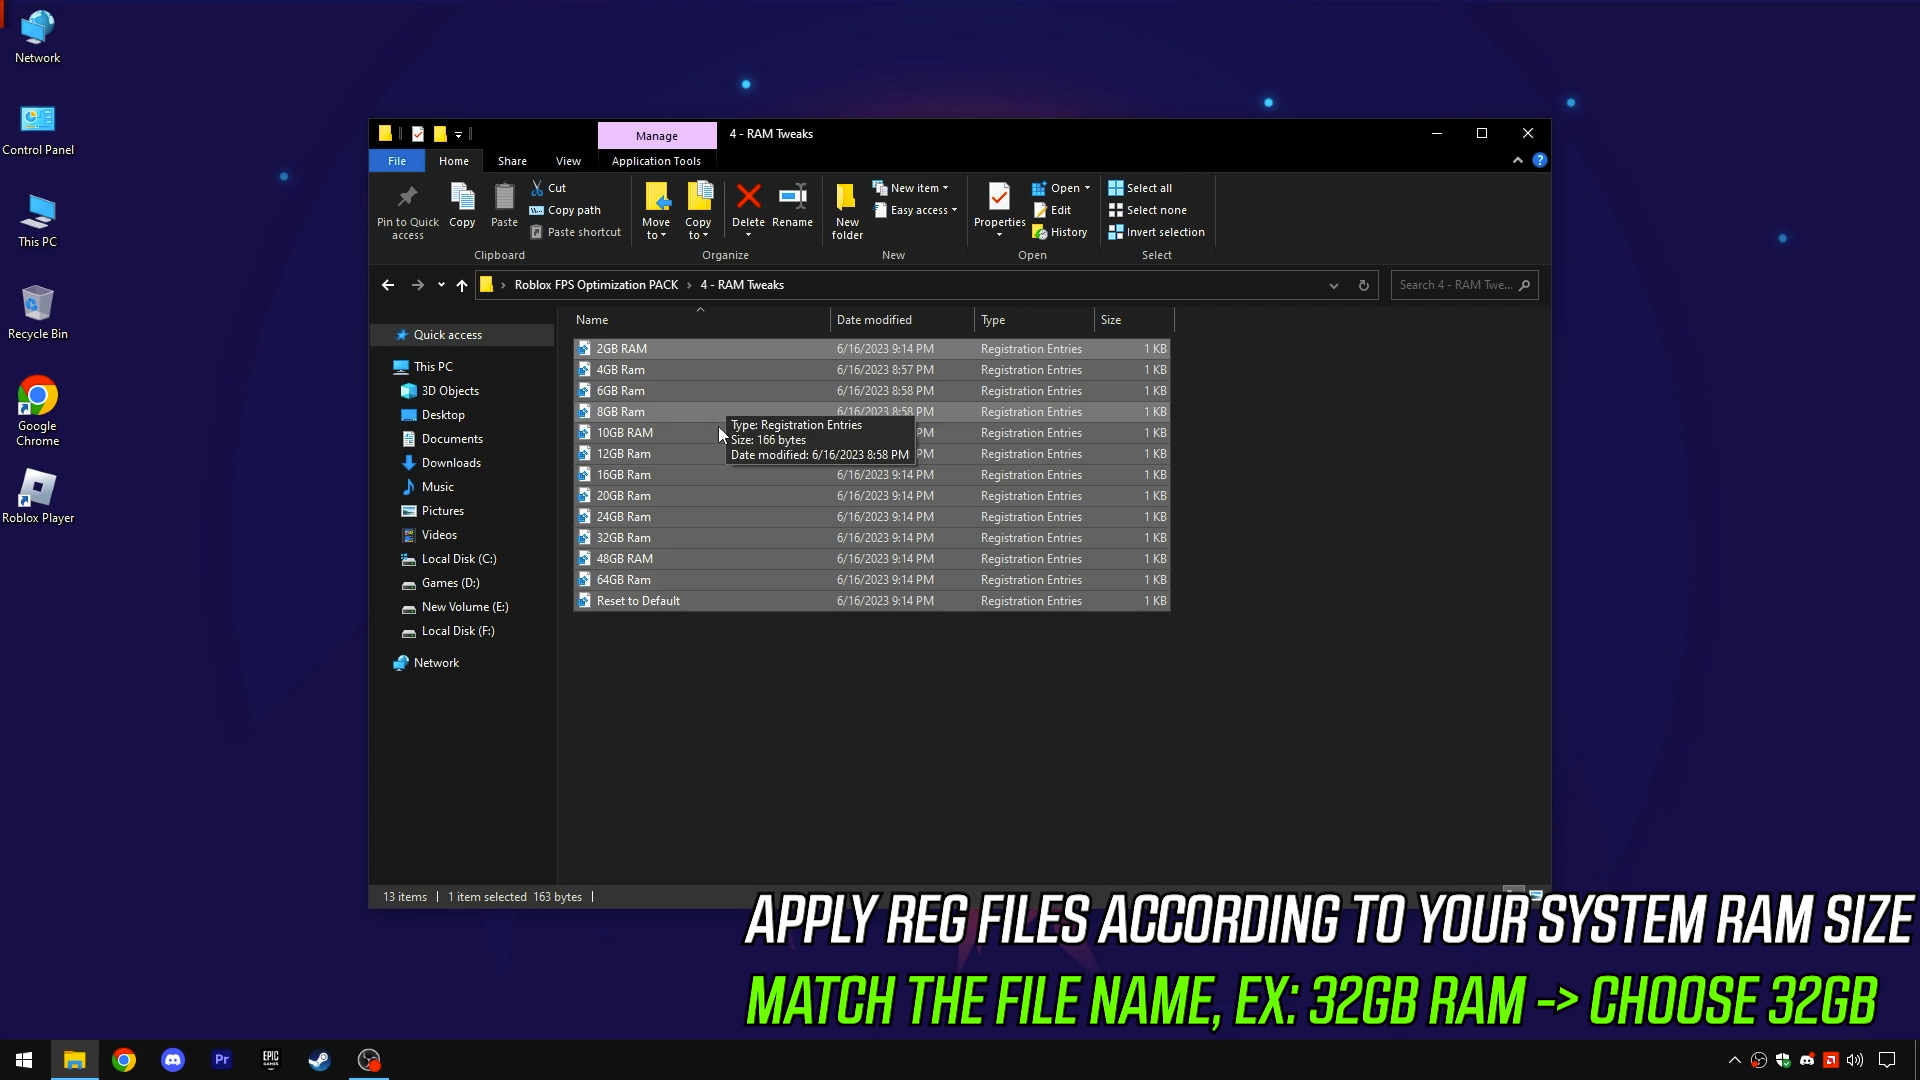 Network
Control Panel
This PC
Recycle Bin
Google
Chrome
Roblox Player
Manage
4 - RAM Tweaks
File
Home
Share
View
Application Tools
Pin to Quick
access
Copy
Paste
Cut
Copy path
Paste shortcut
Clipboard
Move
to
Copy
to
Delete
Rename
Organize
New
folder
New item
Easy access
New
Properties
Open
Edit
History
Open
Select all
Select none
Invert selection
Select
Roblox FPS Optimization PACK › 4 - RAM Tweaks
Search 4 - RAM Twe...
Quick access
This PC
3D Objects
Desktop
Documents
Downloads
Music
Pictures
Videos
Local Disk (C:)
Games (D:)
New Volume (E:)
Local Disk (F:)
Network
Name Date modified Type Size
2GB RAM 6/16/2023 9:14 PM Registration Entries 1 KB
4GB Ram 6/16/2023 8:57 PM Registration Entries 1 KB
6GB Ram 6/16/2023 8:58 PM Registration Entries 1 KB
8GB Ram 6/16/2023 8:58 PM Registration Entries 1 KB
10GB RAM PM Registration Entries 1 KB
12GB Ram PM Registration Entries 1 KB
16GB Ram 6/16/2023 9:14 PM Registration Entries 1 KB
20GB Ram 6/16/2023 9:14 PM Registration Entries 1 KB
24GB Ram 6/16/2023 9:14 PM Registration Entries 1 KB
32GB Ram 6/16/2023 9:14 PM Registration Entries 1 KB
48GB RAM 6/16/2023 9:14 PM Registration Entries 1 KB
64GB Ram 6/16/2023 9:14 PM Registration Entries 1 KB
Reset to Default 6/16/2023 9:14 PM Registration Entries 1 KB
Type: Registration Entries
Size: 166 bytes
Date modified: 6/16/2023 8:58 PM
13 items
1 item selected 163 bytes
APPLY REG FILES ACCORDING TO YOUR SYSTEM RAM SIZE
MATCH THE FILE NAME, EX: 32GB RAM -> CHOOSE 32GB
Pr
EPIC
GAMES